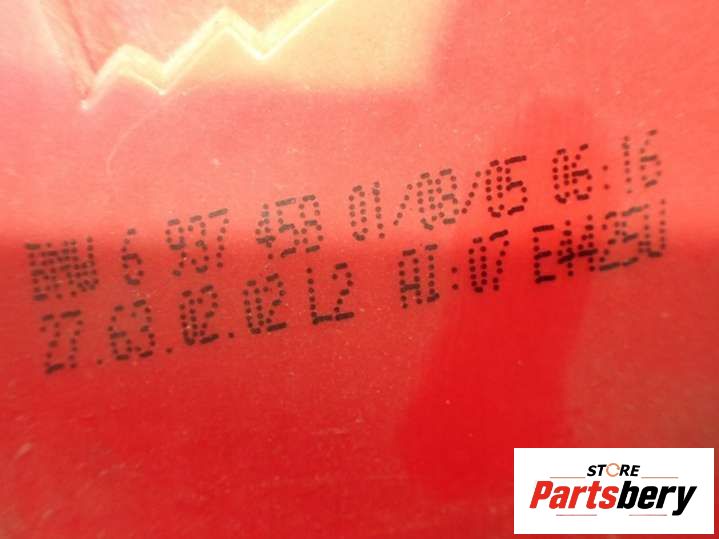 BMW 6 937 458 01/08/05 06:16
27.63.02.02 L2 AI:07 E442EU
STORE
Partsbery